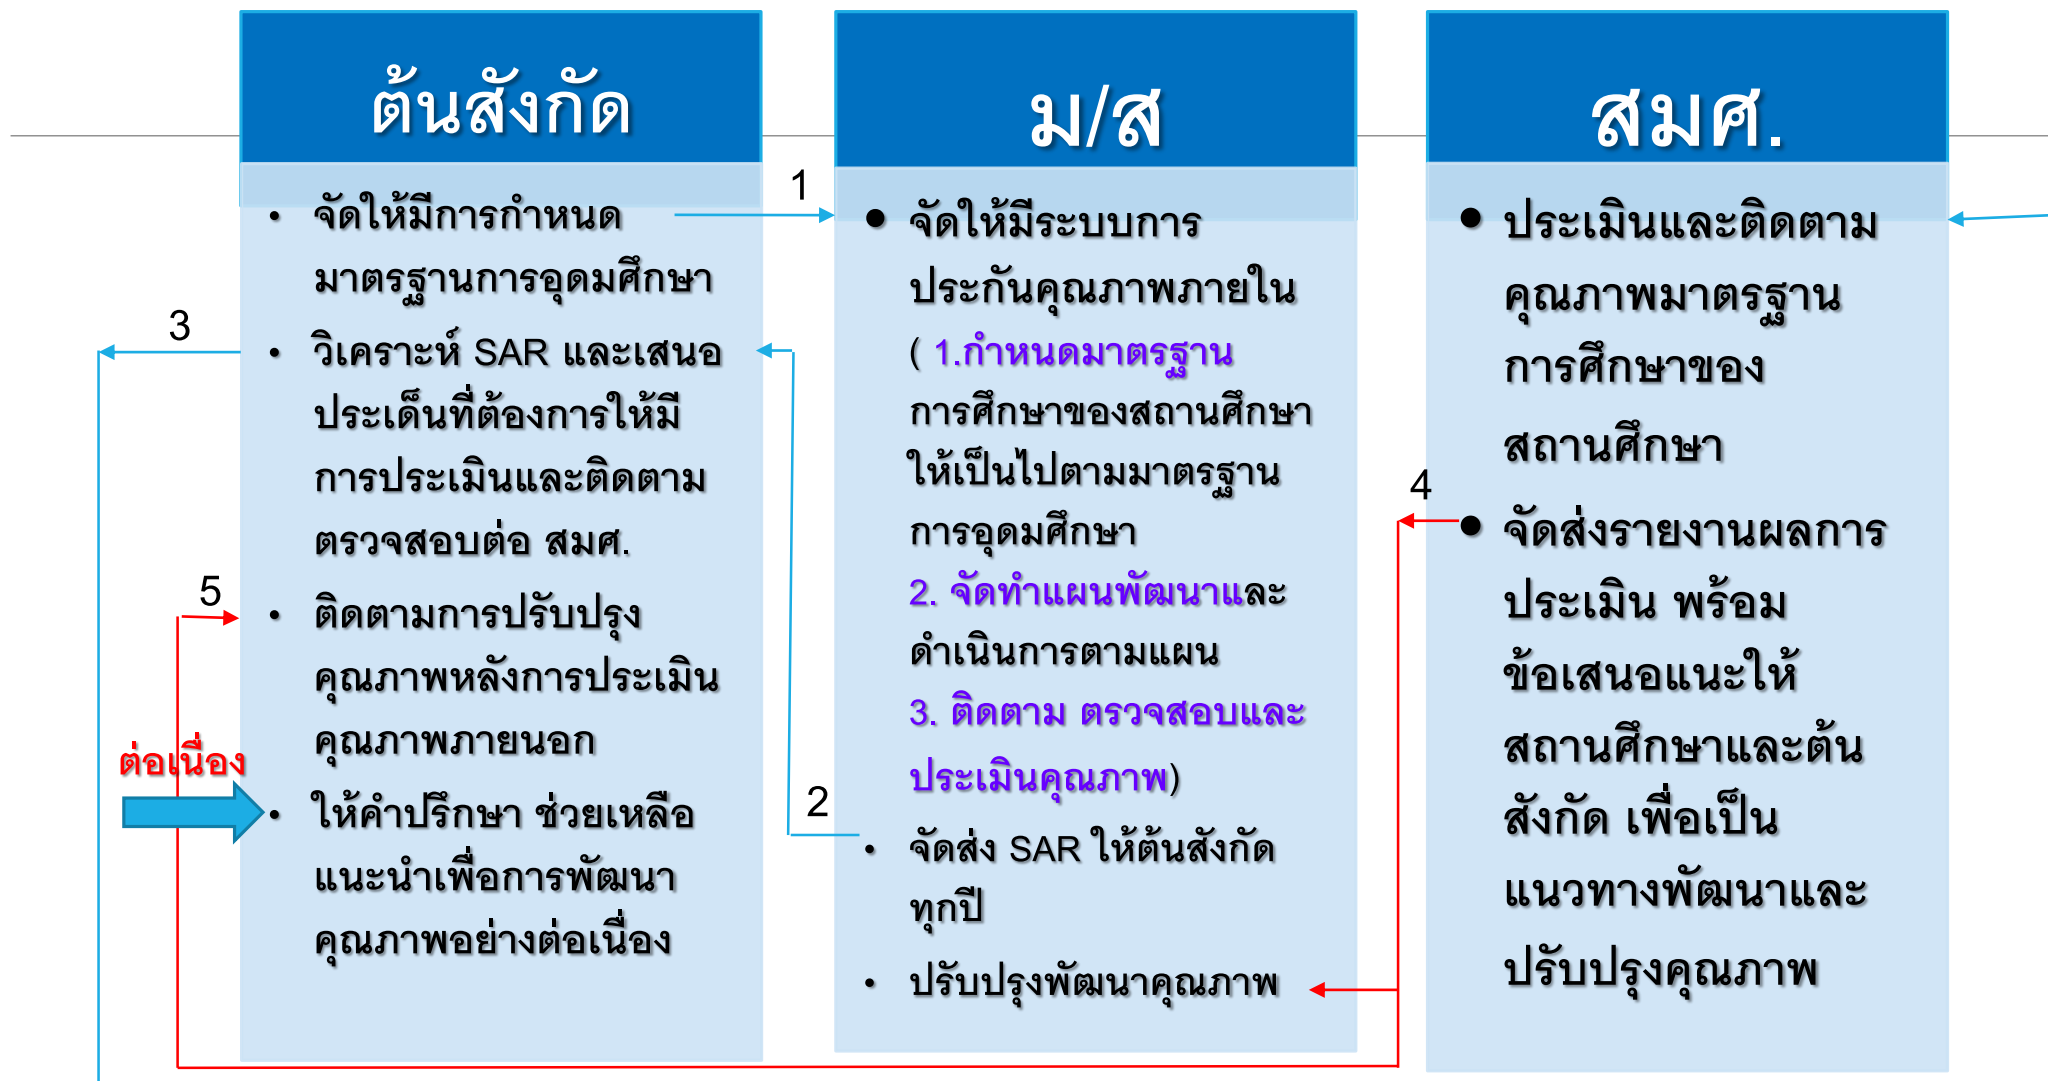 ต้นสังกัด
1
จัดให้มีการกำหนด
มาตรฐานการอุดมศึกษา
3
วิเคราะห์ SAR และเสนอ
ประเด็นที่ต้องการให้มี
การประเมินและติดตาม
ตรวจสอบต่อ สมศ.
5
ติดตามการปรับปรุง
คุณภาพหลังการประเมิน
คุณภาพภายนอก
ต่อเนื่อง
ให้คำปรึกษา ช่วยเหลือ
แนะนำเพื่อการพัฒนา
คุณภาพอย่างต่อเนื่อง
ม/ส
จัดให้มีระบบการ
ประกันคุณภาพภายใน
( 1.กำหนดมาตรฐาน
การศึกษาของสถานศึกษา
ให้เป็นไปตามมาตรฐาน
การอุดมศึกษา
2. จัดทำแผนพัฒนาและ
ดำเนินการตามแผน
3. ติดตาม ตรวจสอบและ
ประเมินคุณภาพ)
2
จัดส่ง SAR ให้ต้นสังกัด
ทุกปี
ปรับปรุงพัฒนาคุณภาพ
สมศ.
ประเมินและติดตาม
คุณภาพมาตรฐาน
การศึกษาของ
สถานศึกษา
4
จัดส่งรายงานผลการ
ประเมิน พร้อม
ข้อเสนอแนะให้
สถานศึกษาและต้น
สังกัด เพื่อเป็น
แนวทางพัฒนาและ
ปรับปรุงคุณภาพ